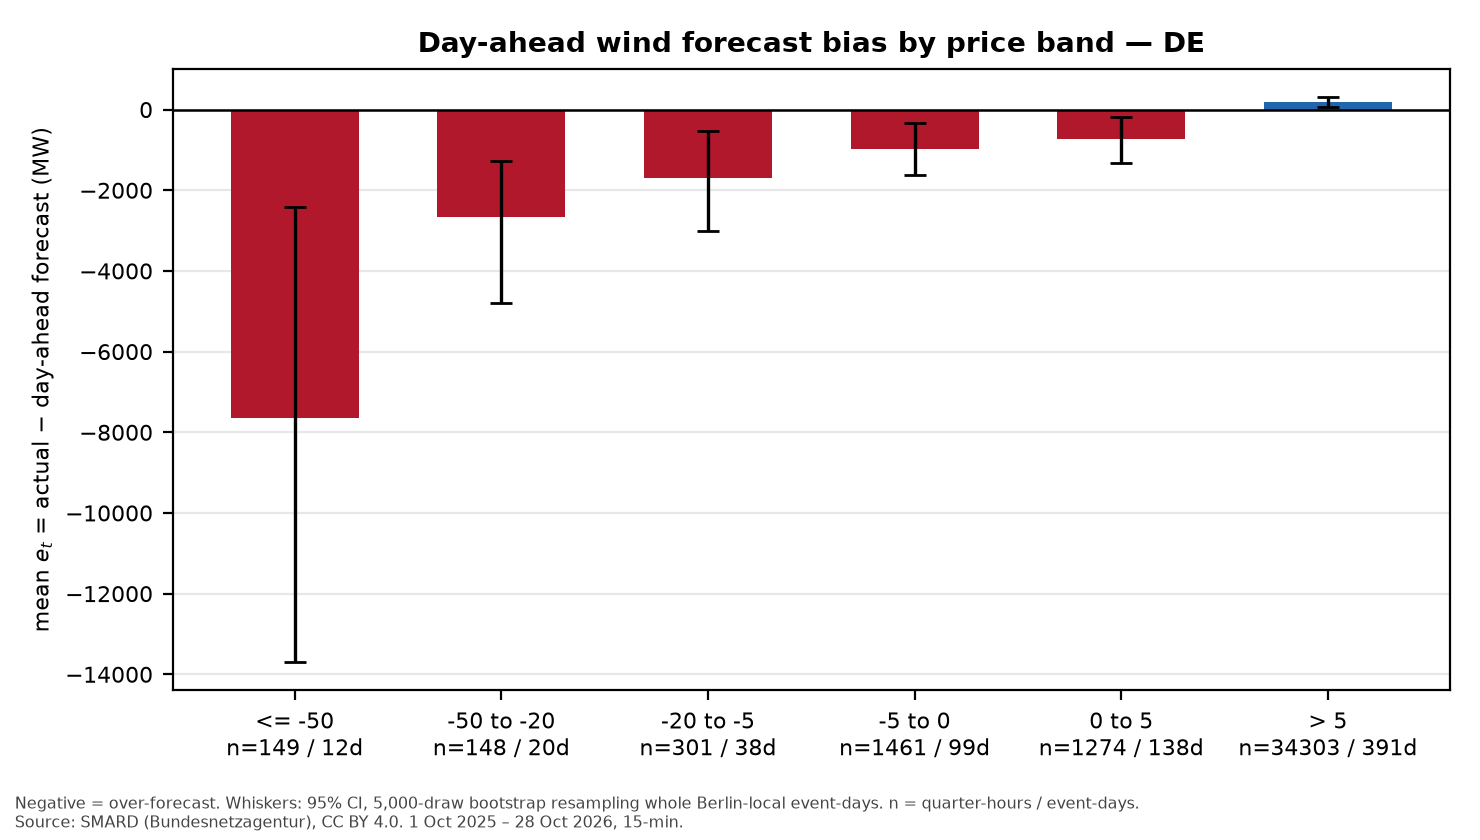 Day-ahead wind forecast bias by price band — DE
mean e_t = actual − day-ahead forecast (MW)
0
−2000
−4000
−6000
−8000
−10000
−12000
−14000
<= -50
n=149 / 12d
-50 to -20
n=148 / 20d
-20 to -5
n=301 / 38d
-5 to 0
n=1461 / 99d
0 to 5
n=1274 / 138d
> 5
n=34303 / 391d
Negative = over-forecast. Whiskers: 95% CI, 5,000-draw bootstrap resampling whole Berlin-local event-days. n = quarter-hours / event-days.
Source: SMARD (Bundesnetzagentur), CC BY 4.0. 1 Oct 2025 – 28 Oct 2026, 15-min.